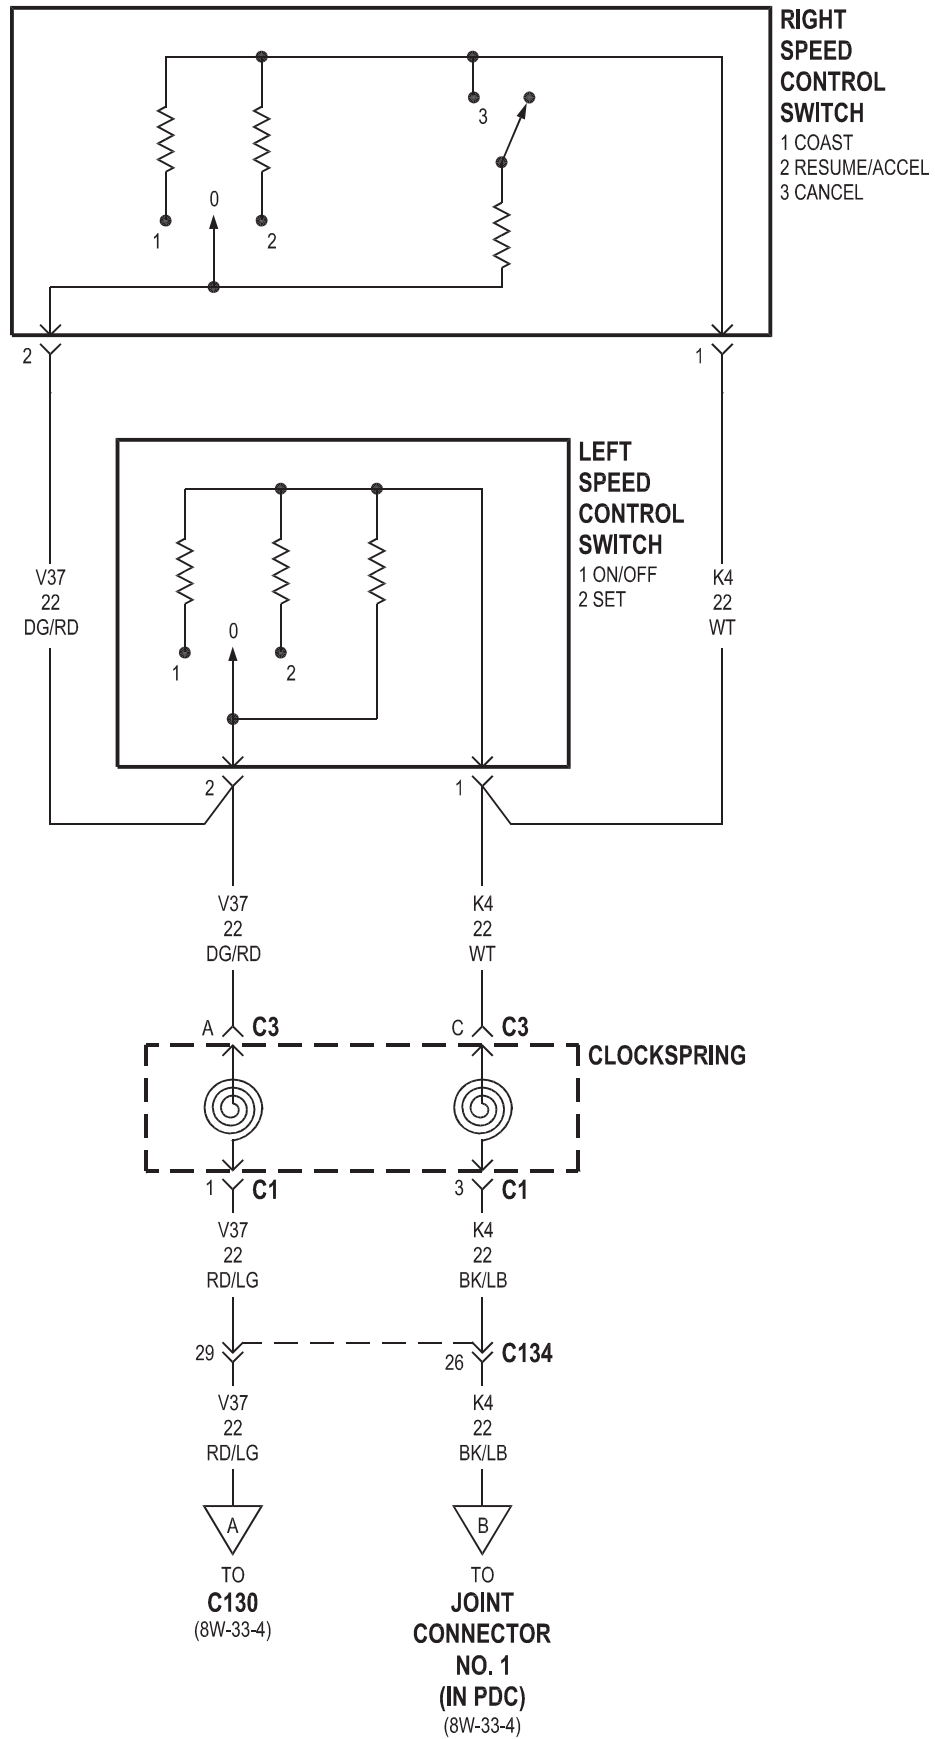 RIGHT
SPEED
CONTROL
SWITCH
1 COAST
2 RESUME/ACCEL
3 CANCEL
3
0
1
2
2
1
LEFT
SPEED
CONTROL
SWITCH
1 ON/OFF
2 SET
V37
22
DG/RD
K4
22
WT
0
1
2
2
1
V37
22
DG/RD
K4
22
WT
A
C3
C
C3
CLOCKSPRING
1
C1
3
C1
V37
22
RD/LG
K4
22
BK/LB
29
26
C134
V37
22
RD/LG
K4
22
BK/LB
A
B
TO
C130
(8W-33-4)
TO
JOINT
CONNECTOR
NO. 1
(IN PDC)
(8W-33-4)